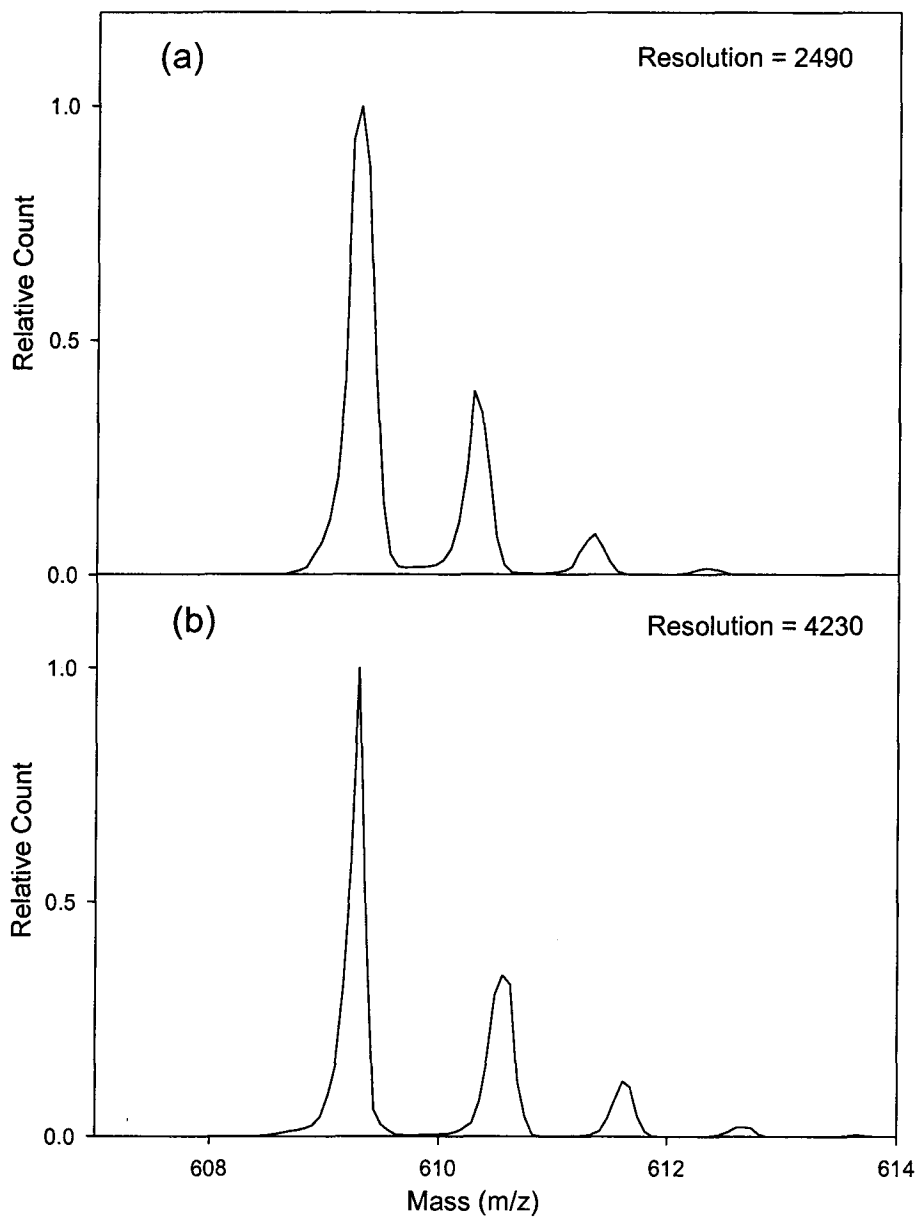 (a)
Resolution = 2490
1.0
0.5
0.0
Relative Count
(b)
Resolution = 4230
1.0
0.5
0.0
Relative Count
608
610
612
614
Mass (m/z)